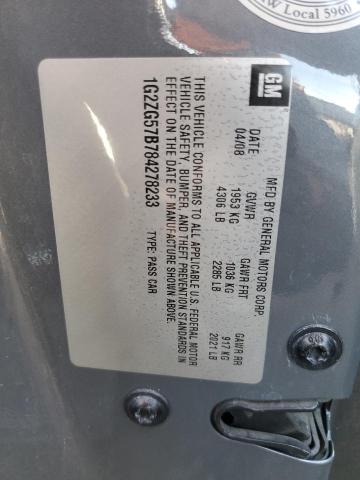 W Local 5960
GM
MFD BY GENERAL MOTORS CORP.
DATE GVWR GAWR FRT GAWR RR
04/08 1953 KG 1036 KG 917 KG
4306 LB 2285 LB 2021 LB
THIS VEHICLE CONFORMS TO ALL APPLICABLE U.S. FEDERAL MOTOR
VEHICLE SAFETY, BUMPER, AND THEFT PREVENTION STANDARDS IN
EFFECT ON THE DATE OF MANUFACTURE SHOWN ABOVE.
1G2ZG57B784278233 TYPE: PASS CAR